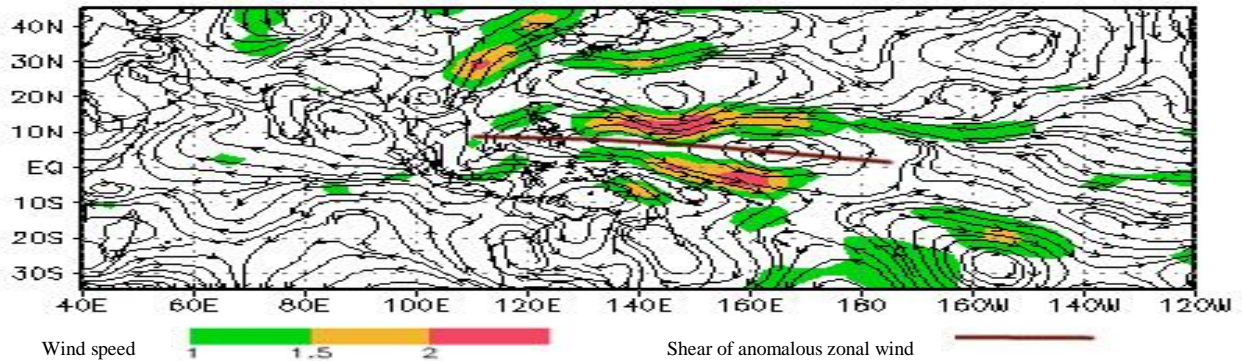 40N
30N
20N
10N
EQ
10S
20S
30S
40E 60E 80E 100E 120E 140E 160E 180 160W 140W 120W
Wind speed 1 1.5 2 Shear of anomalous zonal wind